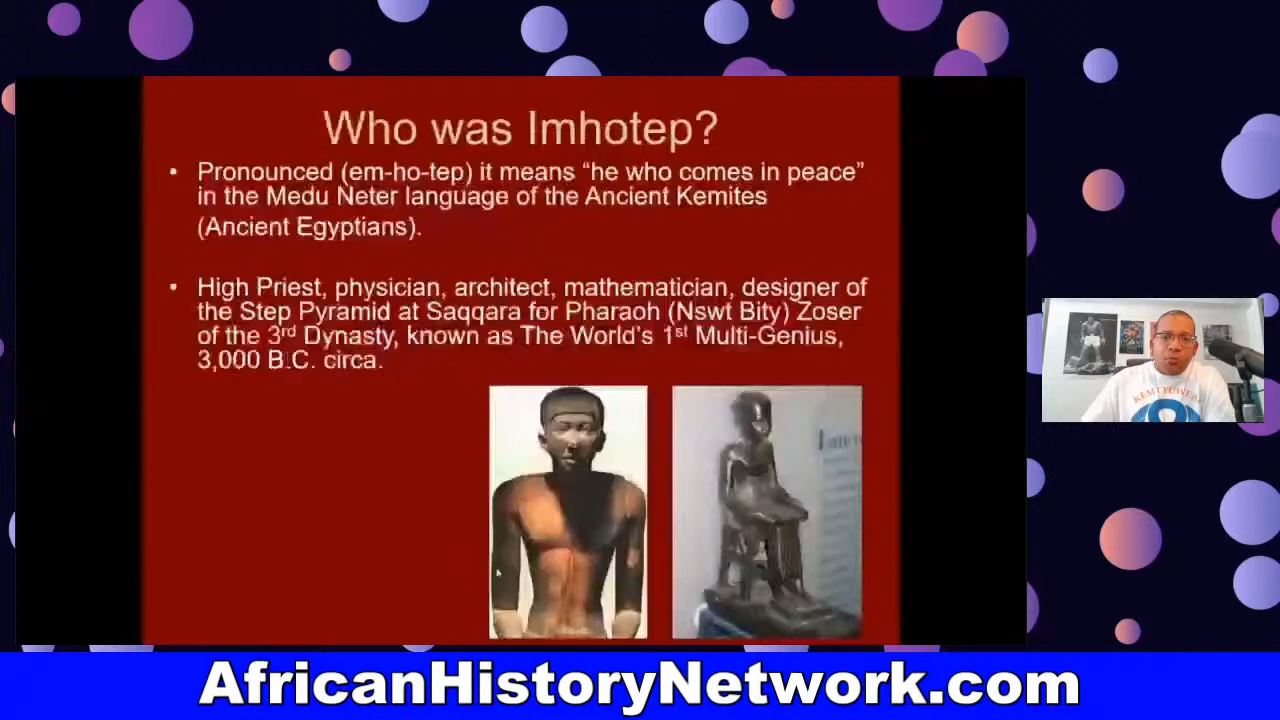 Who was Imhotep?
• Pronounced (em-ho-tep) it means “he who comes in peace”
in the Medu Neter language of the Ancient Kemites
(Ancient Egyptians).
• High Priest, physician, architect, mathematician, designer of
the Step Pyramid at Saqqara for Pharaoh (Nswt Bity) Zoser
of the 3rd Dynasty, known as The World’s 1st Multi-Genius,
3,000 B.C. circa.
AfricanHistoryNetwork.com